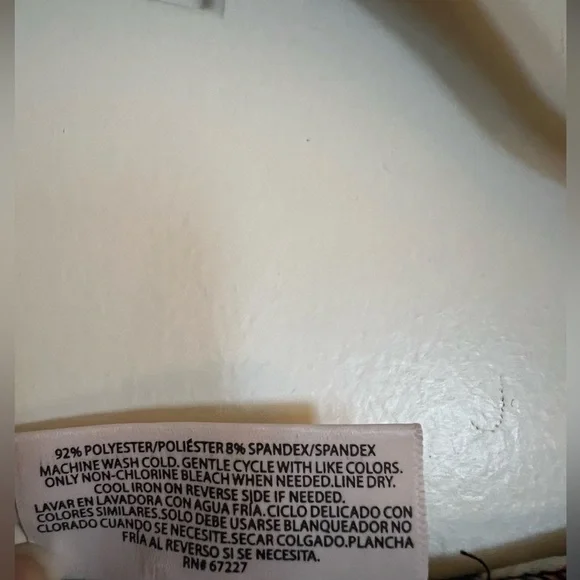 92% POLYESTER/POLIÉSTER 8% SPANDEX/SPANDEX
MACHINE WASH COLD. GENTLE CYCLE WITH LIKE COLORS.
ONLY NON-CHLORINE BLEACH WHEN NEEDED.LINE DRY.
COOL IRON ON REVERSE SIDE IF NEEDED.
LAVAR EN LAVADORA CON AGUA FRÍA. CICLO DELICADO CON
COLORES SIMILARES.SOLO DEBE USARSE BLANQUEADOR NO
CLORADO CUANDO SE NECESITE.SECAR COLGADO.PLANCHA
FRÍA AL REVERSO SI SE NECESITA.
RN# 67227